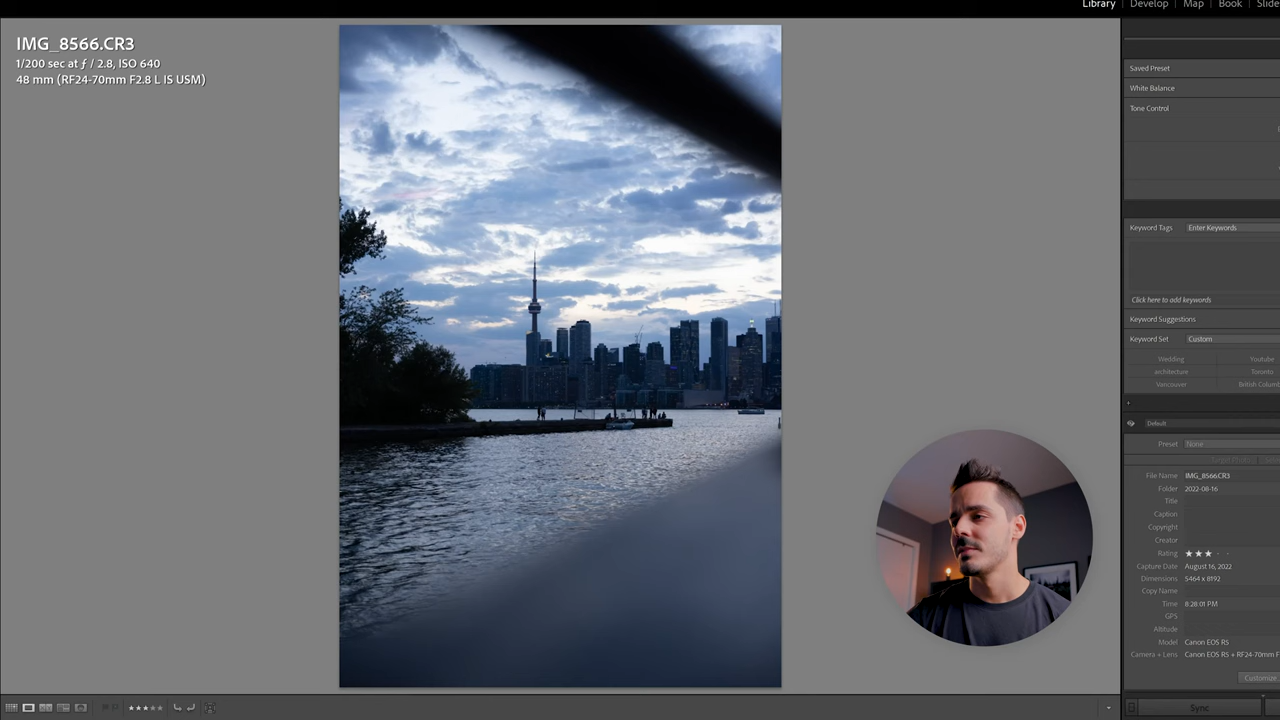 Library | Develop | Map | Book | Slide
IMG_8566.CR3
1/200 sec at ƒ / 2.8, ISO 640
48 mm (RF24-70mm F2.8 L IS USM)
Saved Preset
White Balance
Tone Control
Keyword Tags Enter Keywords
Click here to add keywords
Keyword Suggestions
Keyword Set Custom
Wedding Youtube
architecture Toronto
Vancouver British Colum
Default
Preset None
File Name IMG_8566.CR3
Folder 2022-08-16
Title
Caption
Copyright
Creator
Rating
Capture Date August 16, 2022
Dimensions 5464 x 8192
Copy Name
Time 8:28:01 PM
GPS
Altitude
Model Canon EOS R5
Camera + Lens Canon EOS R5 + RF24-70mm F
Customize
Sync